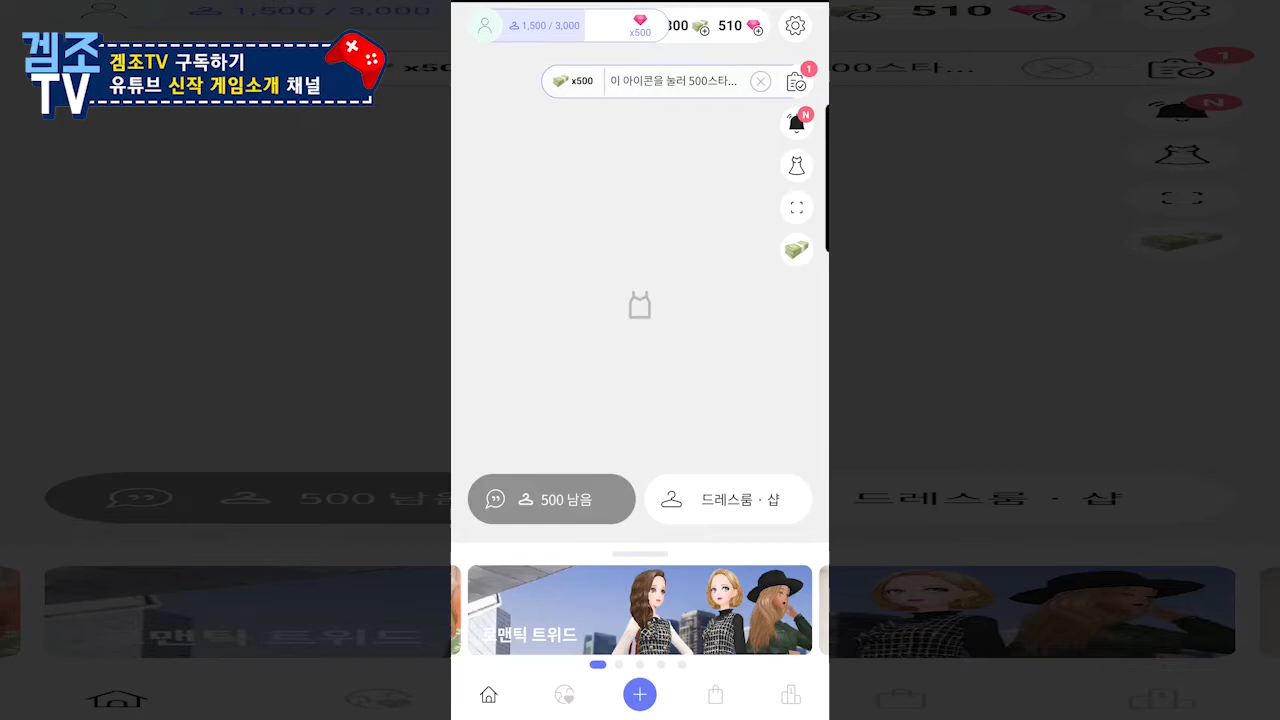 겜조
TV
겜조TV 구독하기
유튜브 신작 게임소개 채널
1,500 / 3,000
x500
300
510
x500
이 아이콘을 눌러 500스타...
1
N
500 남음
드레스룸 · 샵
로맨틱 트위드